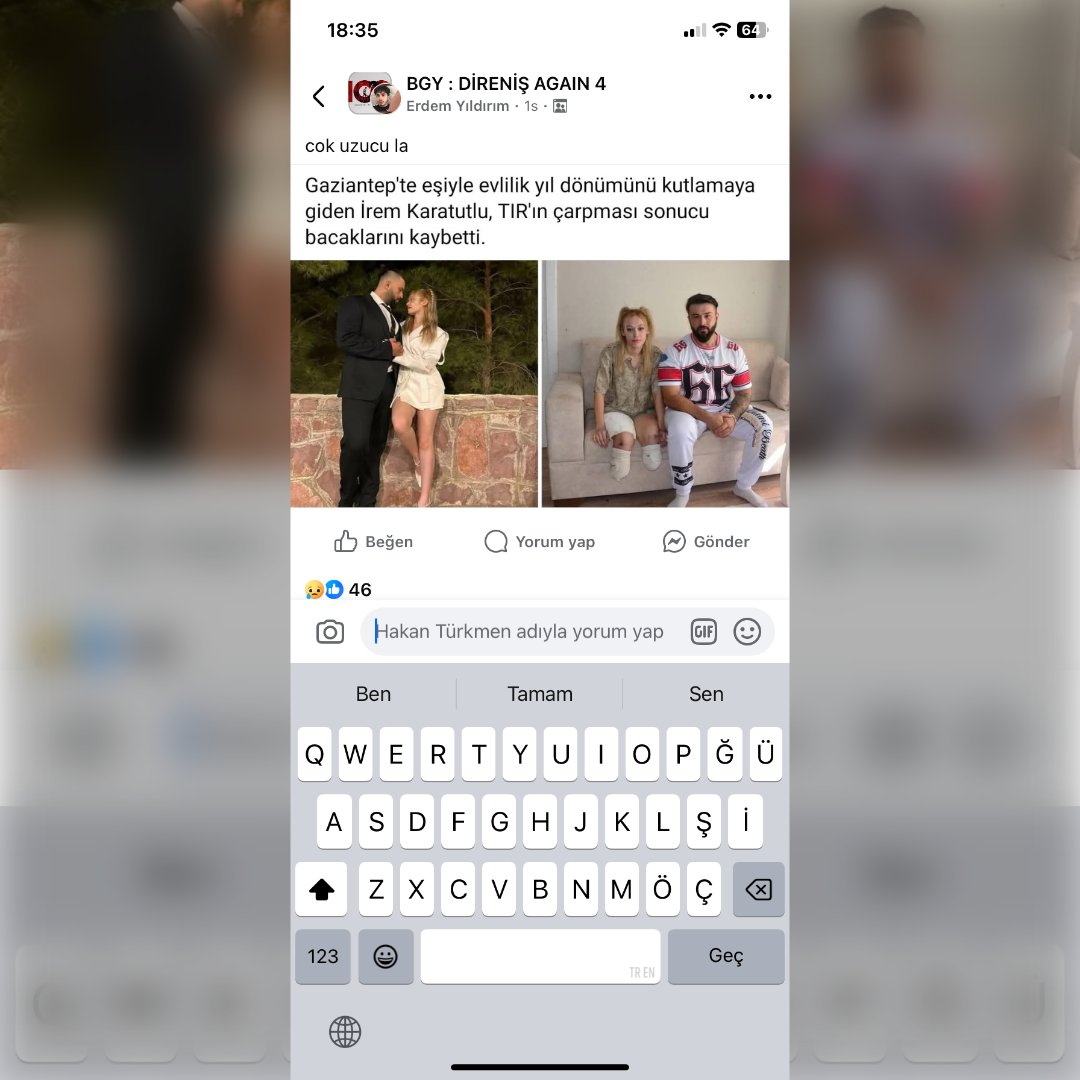 18:35
64
BGY : DİRENİŞ AGAIN 4
Erdem Yıldırım · 1s ·
cok uzucu la
Gaziantep'te eşiyle evlilik yıl dönümünü kutlamaya
giden İrem Karatutlu, TIR'ın çarpması sonucu
bacaklarını kaybetti.
66
Beğen Yorum yap Gönder
46
Hakan Türkmen adıyla yorum yap GIF
Ben Tamam Sen
Q W E R T Y U I O P Ğ Ü
A S D F G H J K L Ş İ
Z X C V B N M Ö Ç
123 TR EN Geç